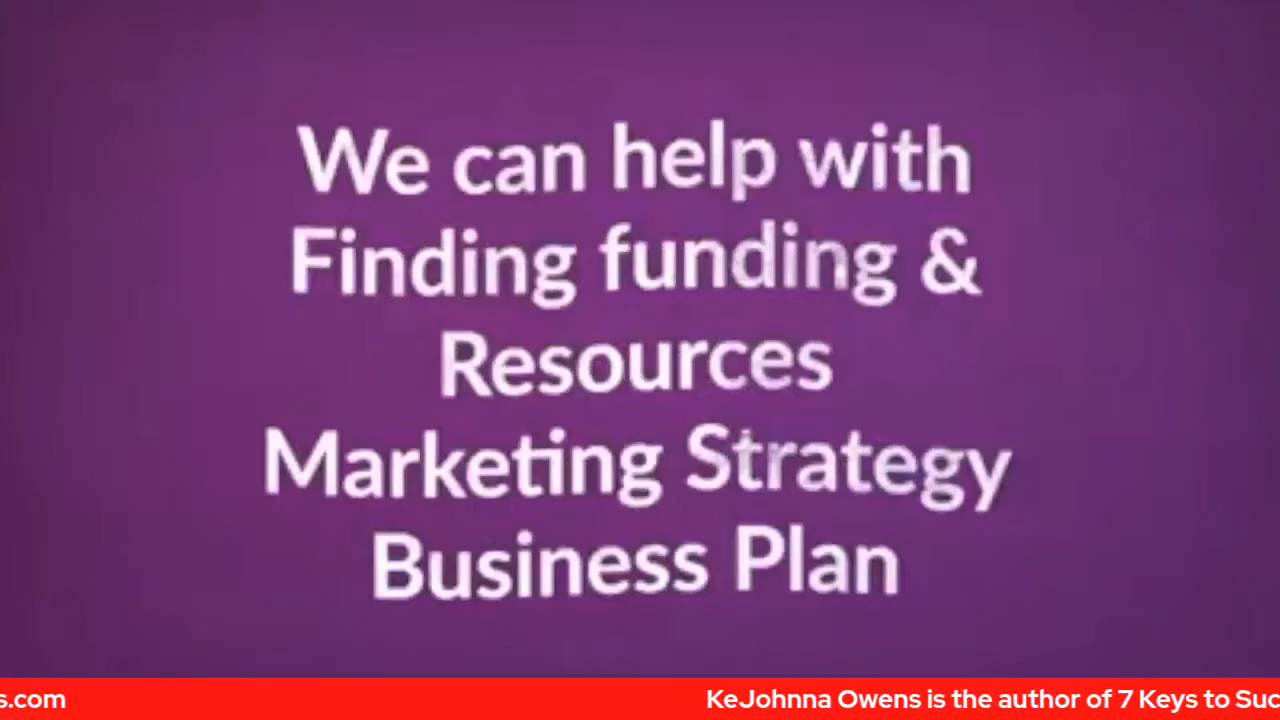 We can help with
Finding funding &
Resources
Marketing Strategy
Business Plan
s.com KeJohnna Owens is the author of 7 Keys to Suc